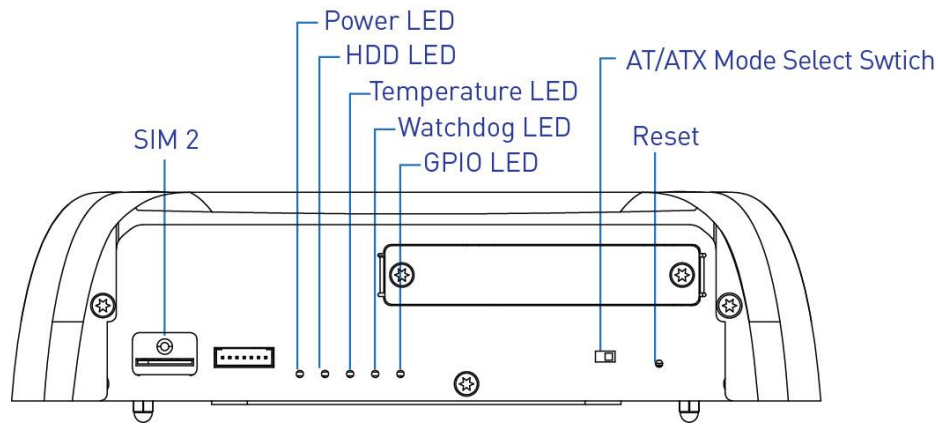 Power LED
HDD LED
AT/ATX Mode Select Swtich
Temperature LED
Watchdog LED
SIM 2
Reset
GPIO LED